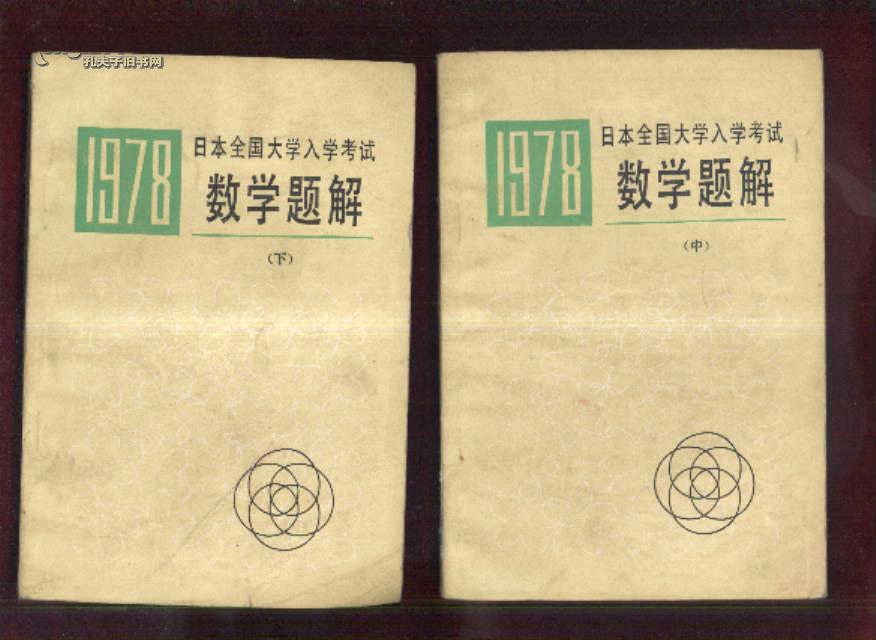 孔夫子旧书网
1978
日本全国大学入学考试
数学题解
（下）
1978
日本全国大学入学考试
数学题解
（中）